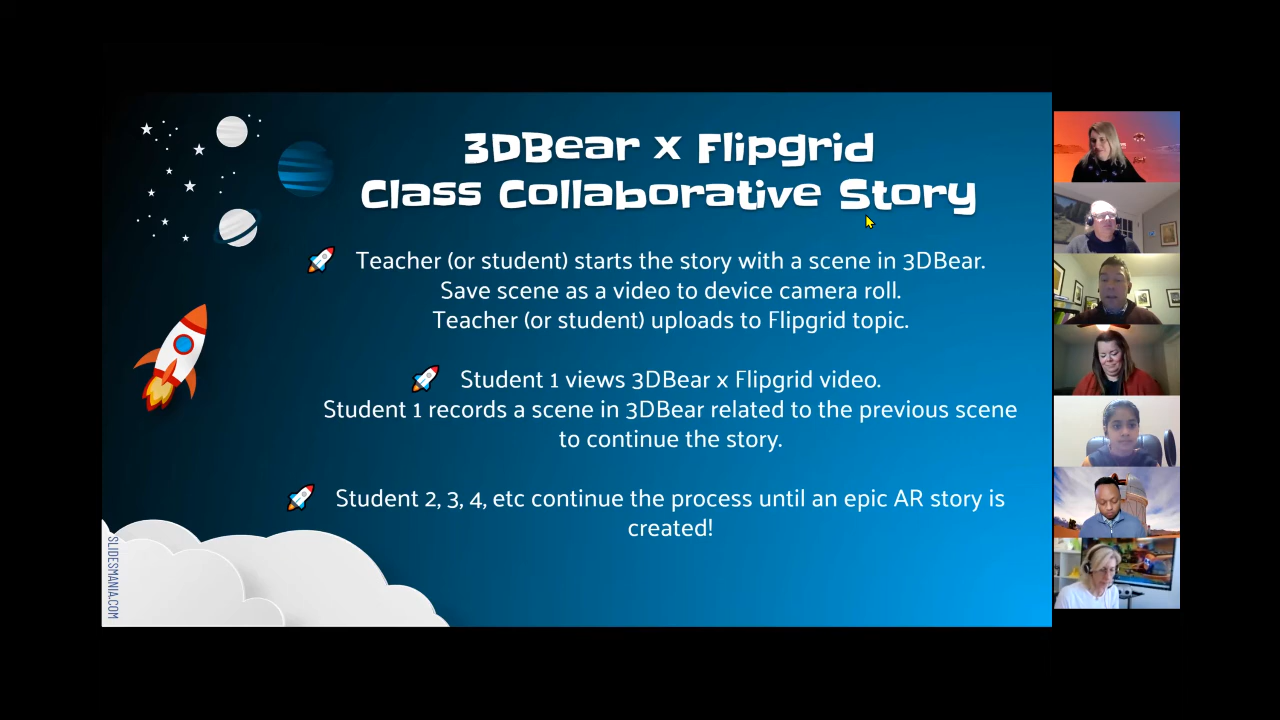 3DBear x Flipgrid
Class Collaborative Story
Teacher (or student) starts the story with a scene in 3DBear.
Save scene as a video to device camera roll.
Teacher (or student) uploads to Flipgrid topic.
Student 1 views 3DBear x Flipgrid video.
Student 1 records a scene in 3DBear related to the previous scene
to continue the story.
Student 2, 3, 4, etc continue the process until an epic AR story is
created!
SLIDESMANIA.COM